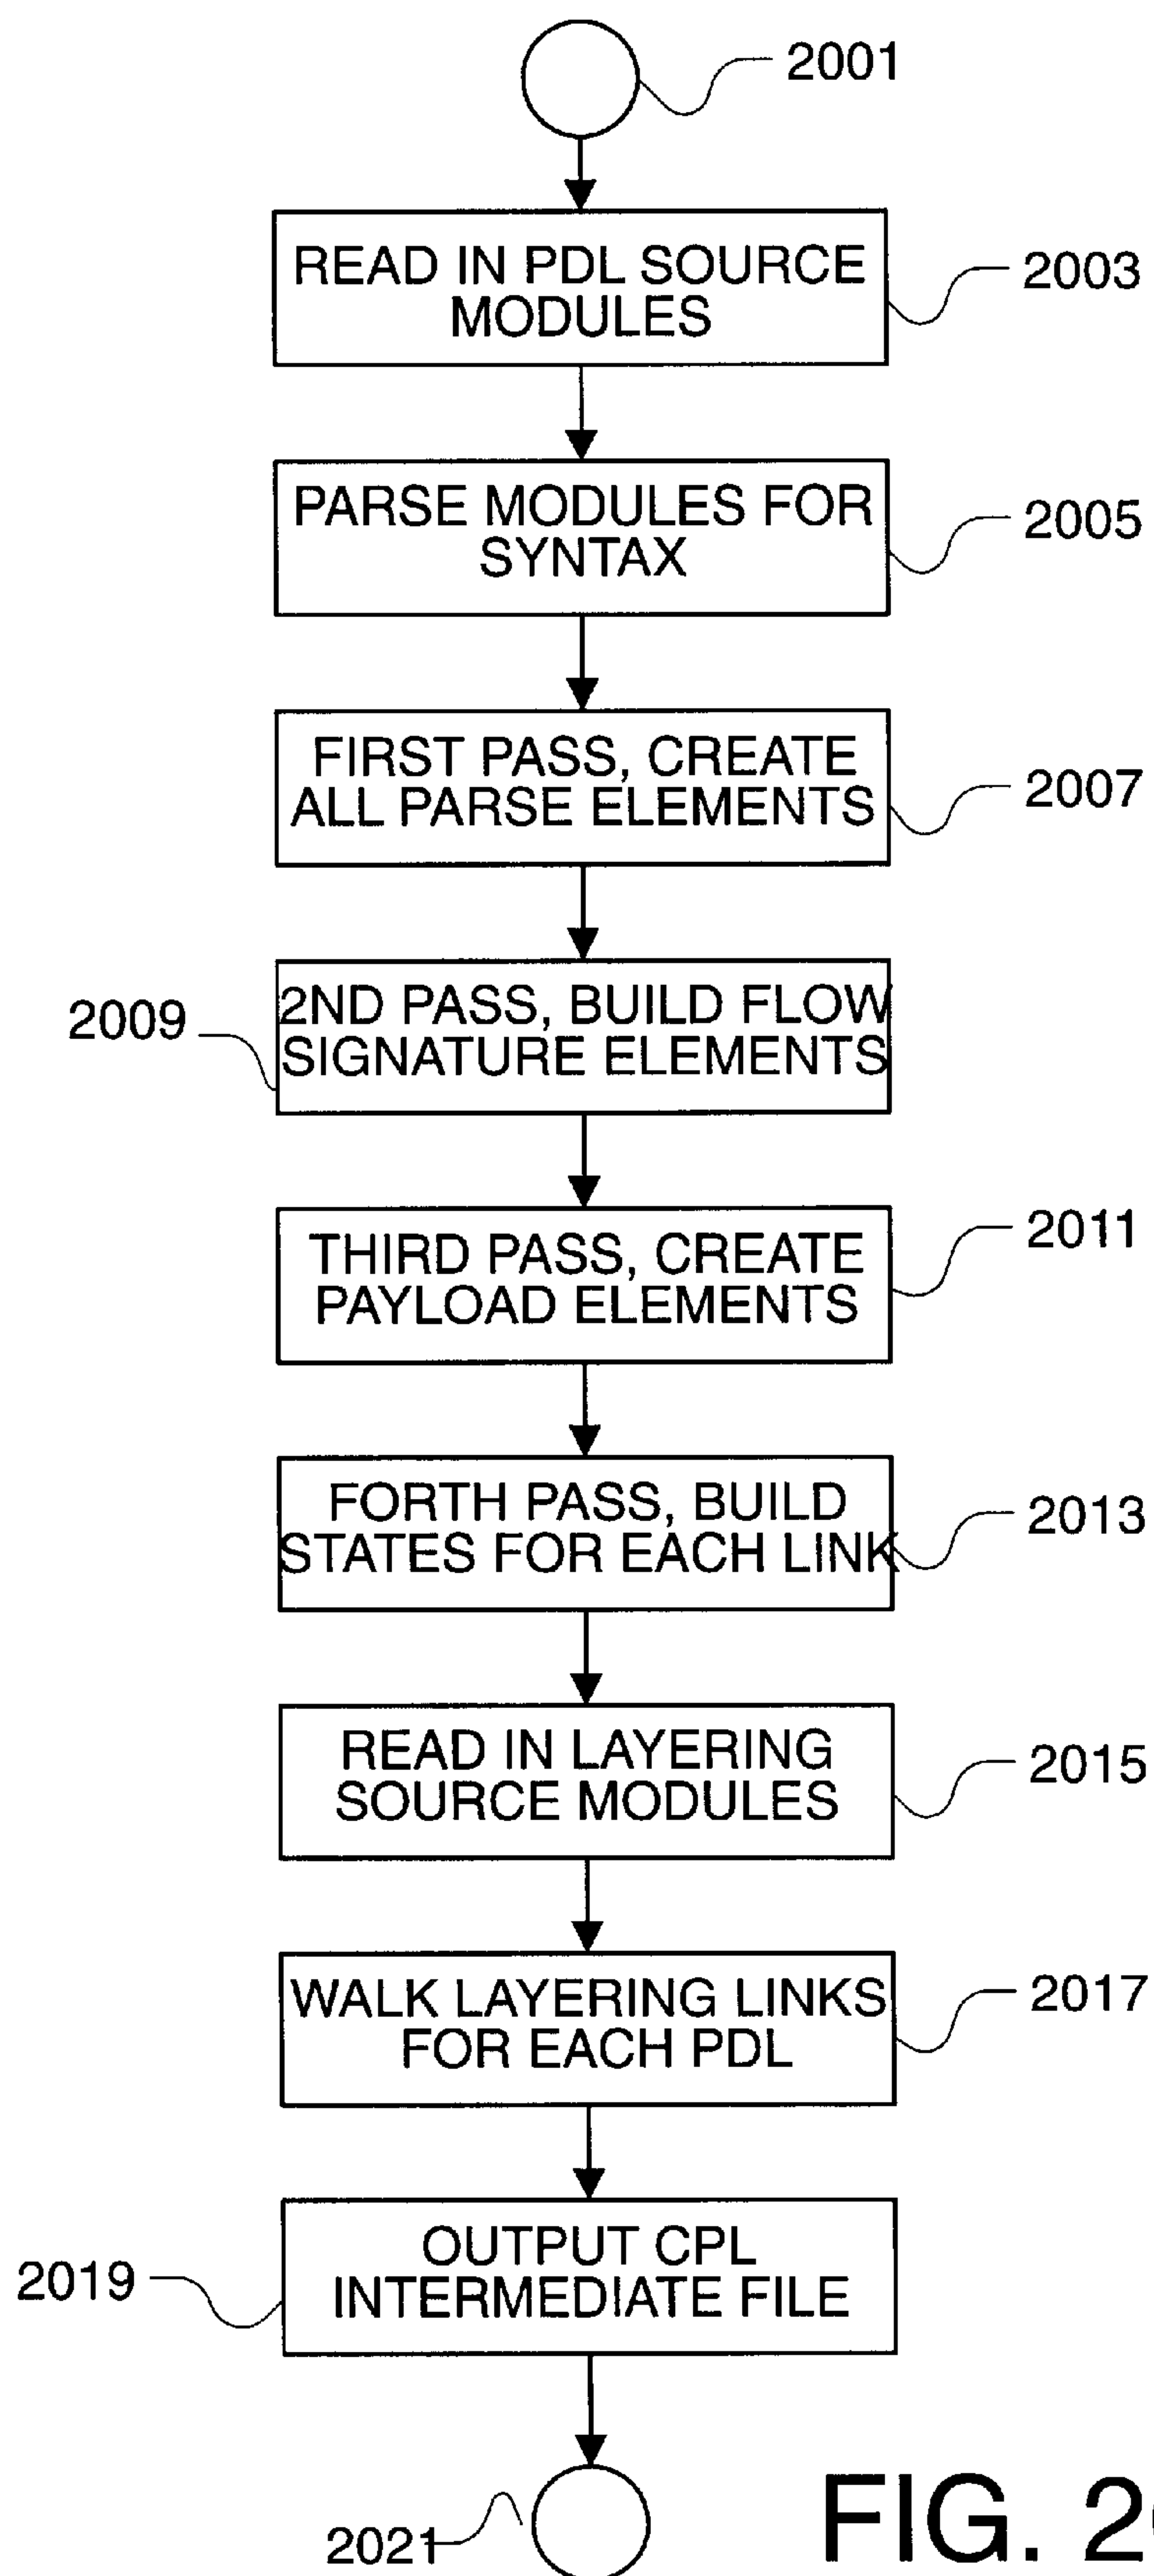 2001
READ IN PDL SOURCE
MODULES
2003
PARSE MODULES FOR
SYNTAX
2005
FIRST PASS, CREATE
ALL PARSE ELEMENTS
2007
2009
2ND PASS, BUILD FLOW
SIGNATURE ELEMENTS
THIRD PASS, CREATE
PAYLOAD ELEMENTS
2011
FORTH PASS, BUILD
STATES FOR EACH LINK
2013
READ IN LAYERING
SOURCE MODULES
2015
WALK LAYERING LINKS
FOR EACH PDL
2017
2019
OUTPUT CPL
INTERMEDIATE FILE
2021
FIG. 2